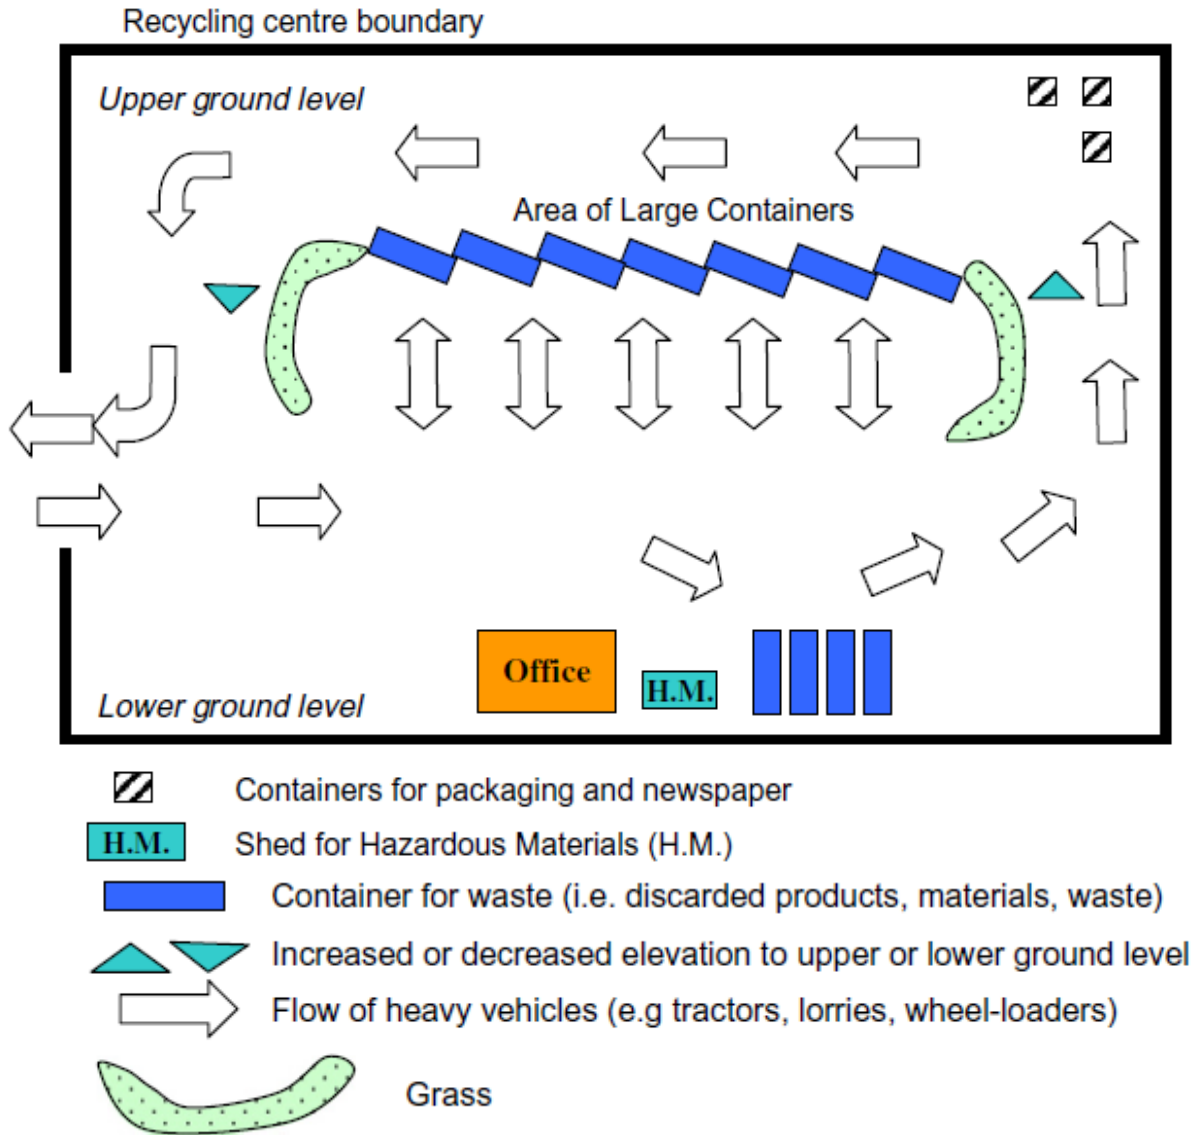 Recycling centre boundary
Upper ground level
Area of Large Containers
Office
H.M.
Lower ground level
Containers for packaging and newspaper
H.M.
Shed for Hazardous Materials (H.M.)
Container for waste (i.e. discarded products, materials, waste)
Increased or decreased elevation to upper or lower ground level
Flow of heavy vehicles (e.g tractors, lorries, wheel-loaders)
Grass